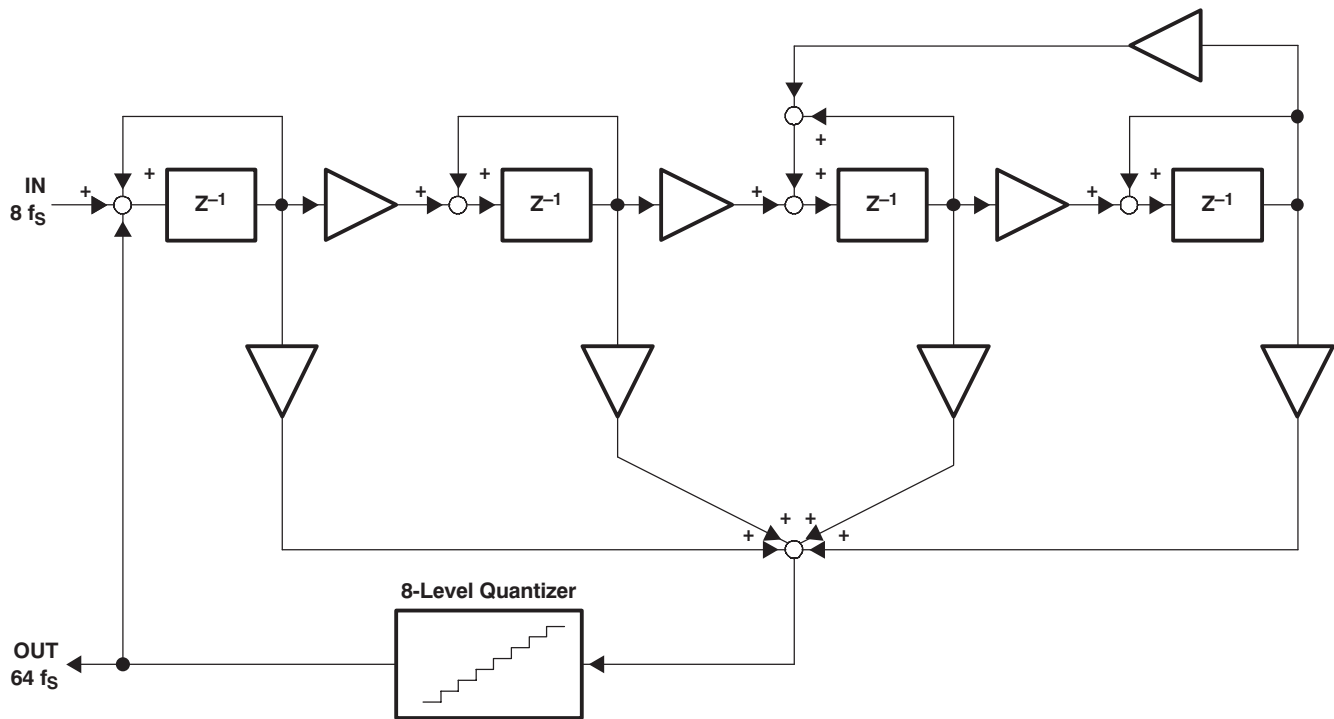 +
+
IN
8 fS
Z–1
+
+
Z–1
+
+
+
Z–1
+
+
Z–1
+
+
+
+
8-Level Quantizer
OUT
64 fS